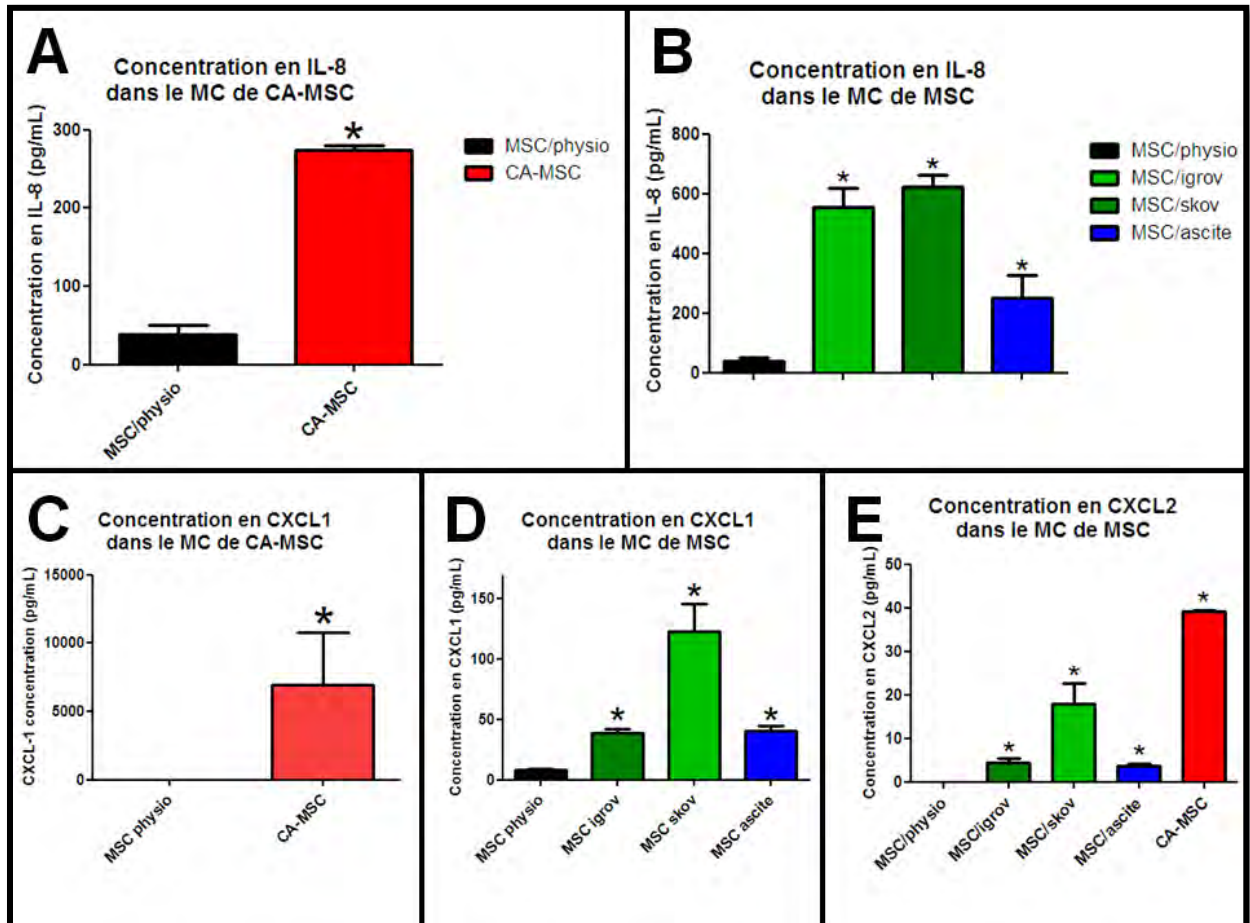 A
Concentration en IL-8
dans le MC de CA-MSC
Concentration en IL-8 (pg/mL)
300
200
100
0
*
MSC/physio
CA-MSC
MSC/physio
CA-MSC
B
Concentration en IL-8
dans le MC de MSC
Concentration en IL-8 (pg/mL)
800
600
400
200
0
*
*
*
MSC/physio
MSC/igrov
MSC/skov
MSC/ascite
C
Concentration en CXCL1
dans le MC de CA-MSC
CXCL-1 concentration (pg/mL)
15000
10000
5000
0
*
MSC physio
CA-MSC
D
Concentration en CXCL1
dans le MC de MSC
Concentration en CXCL1 (pg/mL)
150
100
50
0
*
*
*
MSC physio
MSC igrov
MSC skov
MSC ascite
E
Concentration en CXCL2
dans le MC de MSC
Concentration en CXCL2 (pg/mL)
50
40
30
20
10
0
*
*
*
*
MSC/physio
MSC/igrov
MSC/skov
MSC/ascite
CA-MSC